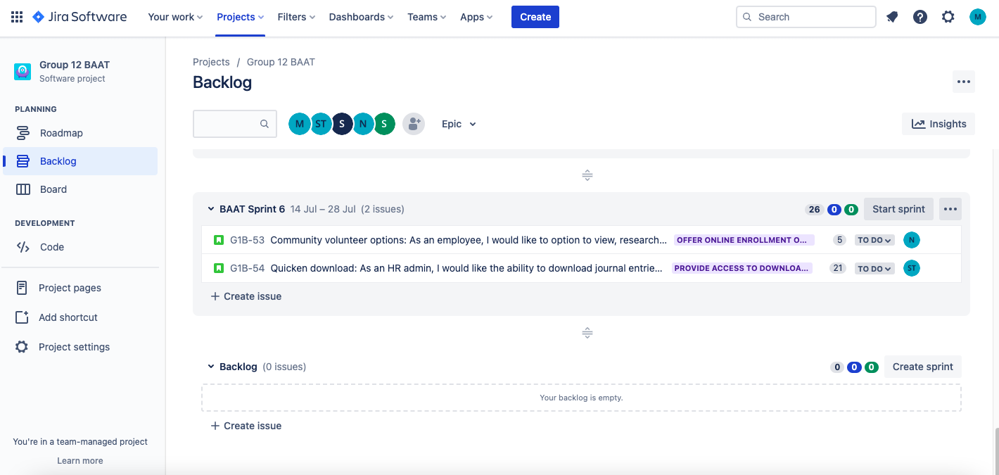 Jira Software Your work Projects Filters Dashboards Teams Apps Create Search M
Group 12 BAAT
Software project
PLANNING
Roadmap
Backlog
Board
DEVELOPMENT
Code
Project pages
Add shortcut
Project settings
You're in a team-managed project
Learn more
Projects / Group 12 BAAT
Backlog
M ST S N S Epic Insights
BAAT Sprint 6 14 Jul – 28 Jul (2 issues) 26 0 0 Start sprint
G1B-53 Community volunteer options: As an employee, I would like to option to view, research... OFFER ONLINE ENROLLMENT O... 5 TO DO N
G1B-54 Quicken download: As an HR admin, I would like the ability to download journal entrie... PROVIDE ACCESS TO DOWNLOA... 21 TO DO ST
+ Create issue
Backlog (0 issues) 0 0 0 Create sprint
Your backlog is empty.
+ Create issue